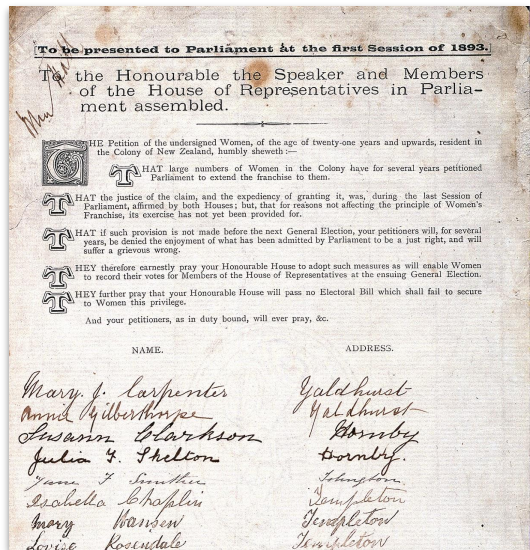 To be presented to Parliament at the first Session of 1893.
To the Honourable the Speaker and Members
of the House of Representatives in Parlia-
ment assembled.
THE Petition of the undersigned Women, of the age of twenty-one years and upwards, resident in
the Colony of New Zealand, humbly sheweth :—
THAT large numbers of Women in the Colony have for several years petitioned
Parliament to extend the franchise to them.
THAT the justice of the claim, and the expediency of granting it, was, during the last Session of
Parliament, affirmed by both Houses; but, that for reasons not affecting the principle of Women's
Franchise, its exercise has not yet been provided for.
THAT if such provision is not made before the next General Election, your petitioners will, for several
years, be denied the enjoyment of what has been admitted by Parliament to be a just right, and will
suffer a grievous wrong.
THEY therefore earnestly pray your Honourable House to adopt such measures as will enable Women
to record their votes for Members of the House of Representatives at the ensuing General Election.
THEY further pray that your Honourable House will pass no Electoral Bill which shall fail to secure
to Women this privilege.
And your petitioners, as in duty bound, will ever pray, &c.
NAME. ADDRESS.
Mary J. Carpenter Yaldhurst
Annie Gilberthorpe Yaldhurst
Susann Clarkson Hornby
Julia F. Shelton Hornby.
F
Isabella Chaplin Templeton
Mary Hansen Templeton
Louise Rosendale Templeton